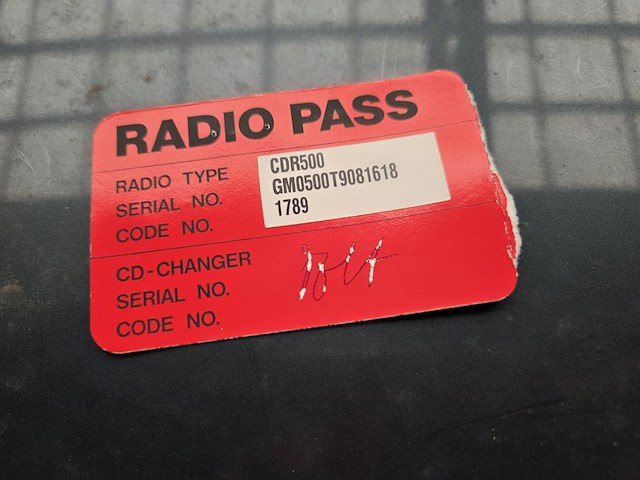 RADIO PASS
RADIO TYPE CDR500
SERIAL NO. GM0500T9081618
CODE NO. 1789
CD-CHANGER
SERIAL NO.
CODE NO.